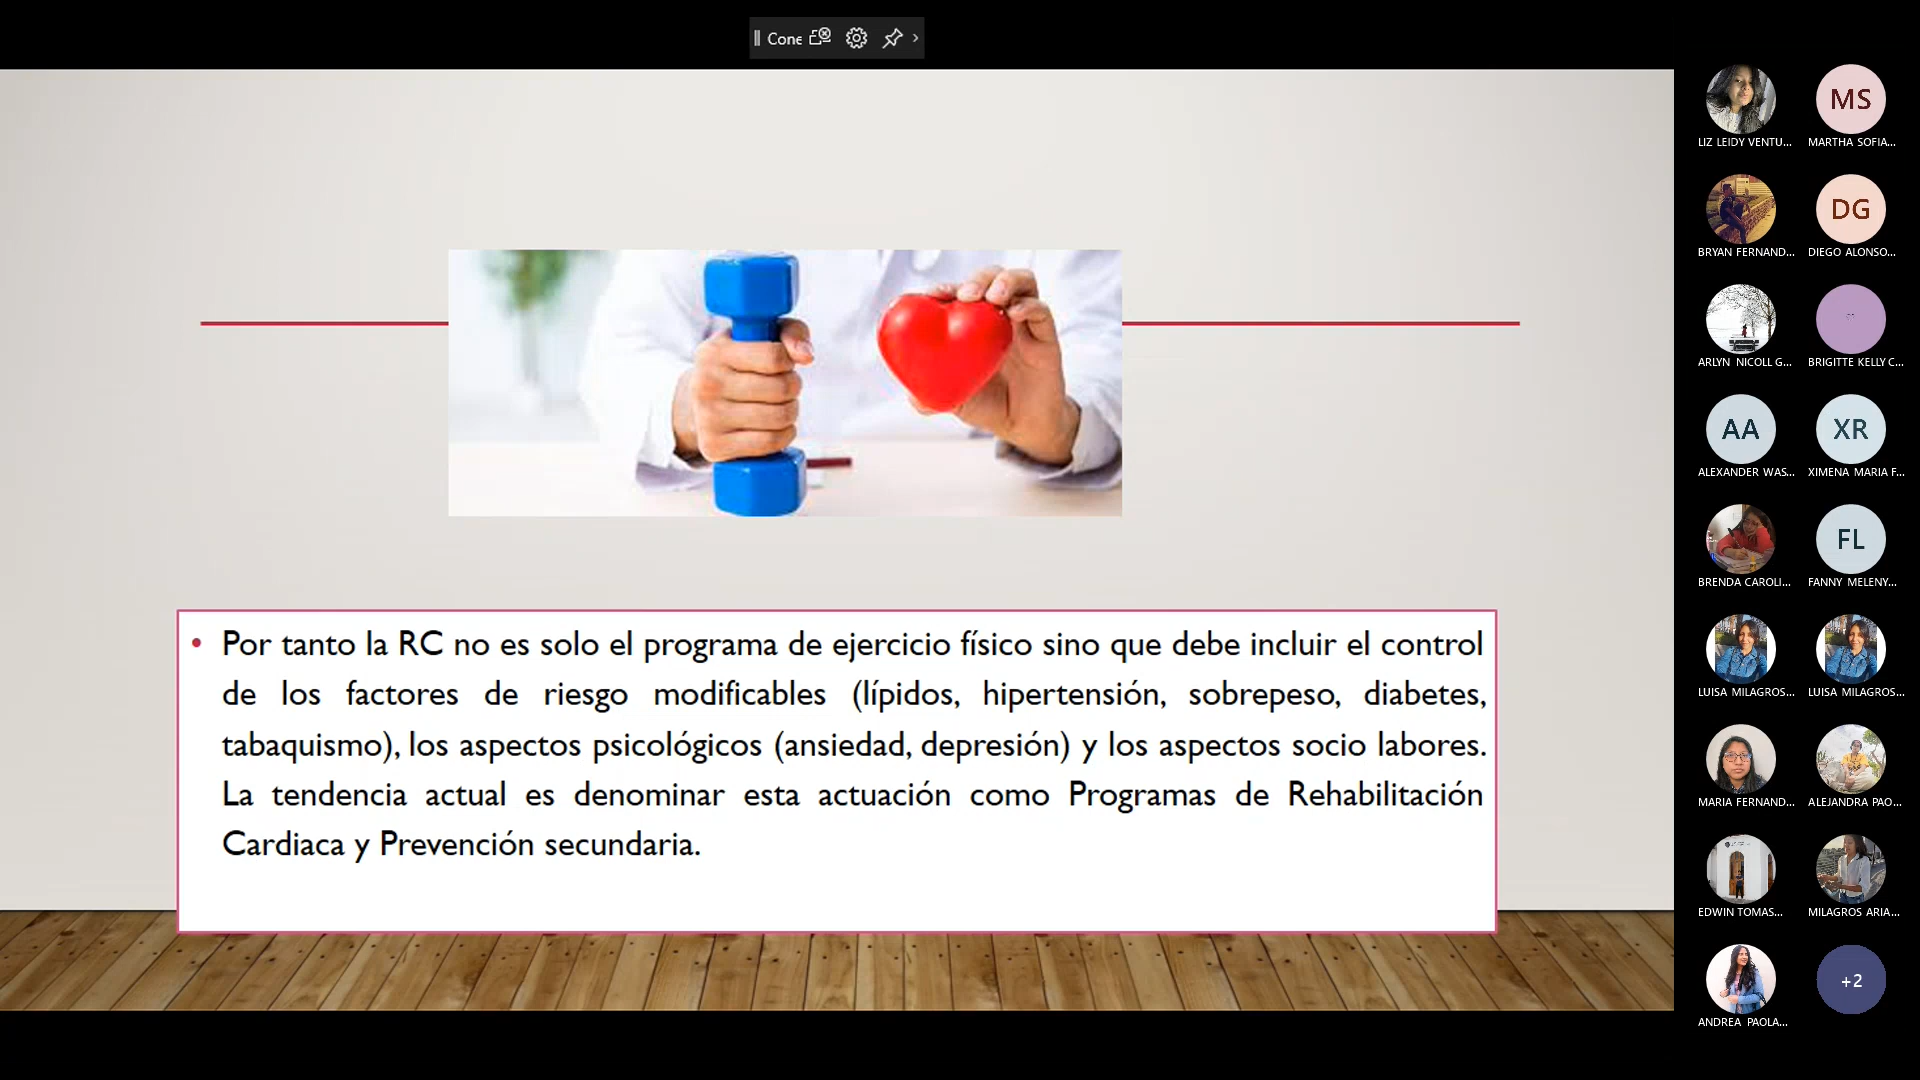 Cone
Por tanto la RC no es solo el programa de ejercicio físico sino que debe incluir el control
de los factores de riesgo modificables (lípidos, hipertensión, sobrepeso, diabetes,
tabaquismo), los aspectos psicológicos (ansiedad, depresión) y los aspectos socio labores.
La tendencia actual es denominar esta actuación como Programas de Rehabilitación
Cardiaca y Prevención secundaria.
LIZ LEIDY VENTU...
MS
MARTHA SOFIA...
BRYAN FERNAND...
DG
DIEGO ALONSO...
ARLYN NICOLL G...
BRIGITTE KELLY C...
AA
ALEXANDER WAS...
XR
XIMENA MARIA F...
BRENDA CAROLI...
FL
FANNY MELENY...
LUISA MILAGROS...
LUISA MILAGROS...
MARIA FERNAND...
ALEJANDRA PAO...
EDWIN TOMAS...
MILAGROS ARIA...
ANDREA PAOLA...
+2